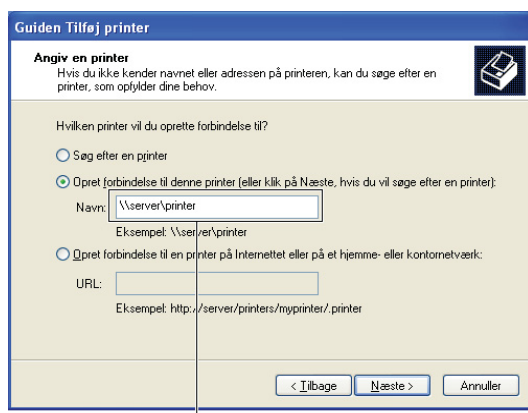 Guiden Tilføj printer
Angiv en printer
Hvis du ikke kender navnet eller adressen på printeren, kan du søge efter en
printer, som opfylder dine behov.
Hvilken printer vil du oprette forbindelse til?
Søg efter en printer
Opret forbindelse til denne printer (eller klik på Næste, hvis du vil søge efter en printer):
Navn: \\server\printer
Eksempel: \\server\printer
Opret forbindelse til en printer på Internettet eller på et hjemme- eller kontornetværk:
URL:
Eksempel: http://server/printers/myprinter/.printer
< Tilbage Næste > Annuller